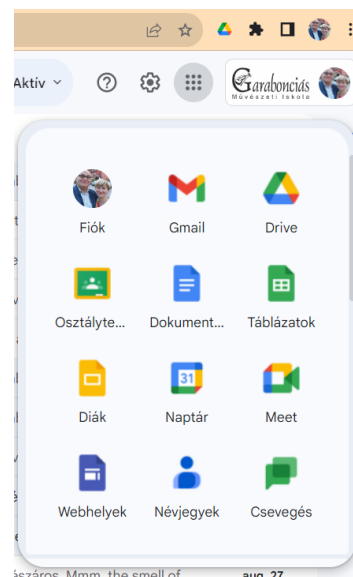 Aktív
Garabonciás
Művészeti Iskola
Fiók
Gmail
Drive
Osztályte...
Dokument...
Táblázatok
31
Diák
Naptár
Meet
Webhelyek
Névjegyek
Csevegés
észáros, Mmm, the smell of
aug. 27